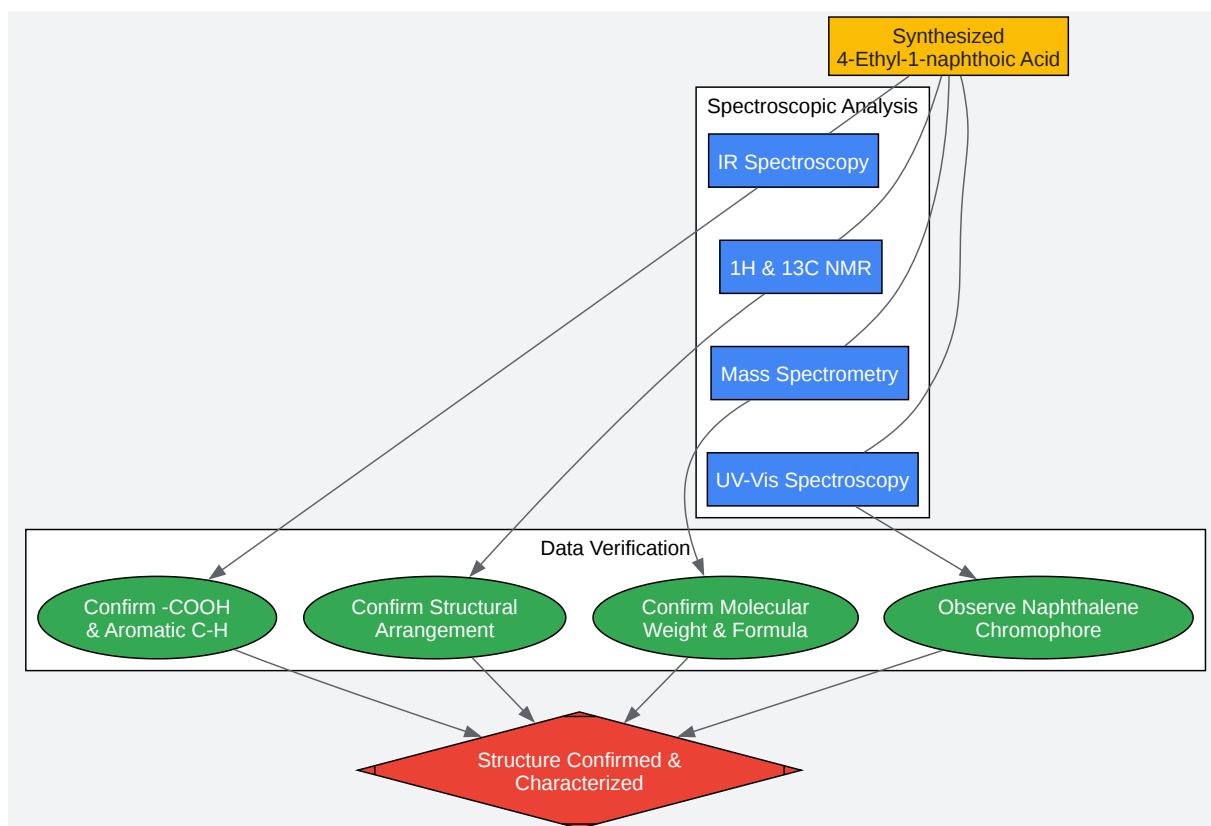 Synthesized
4-Ethyl-1-naphthoic Acid
Spectroscopic Analysis
IR Spectroscopy
1H & 13C NMR
Mass Spectrometry
UV-Vis Spectroscopy
Data Verification
Confirm -COOH
& Aromatic C-H
Confirm Structural
Arrangement
Confirm Molecular
Weight & Formula
Observe Naphthalene
Chromophore
Structure Confirmed &
Characterized